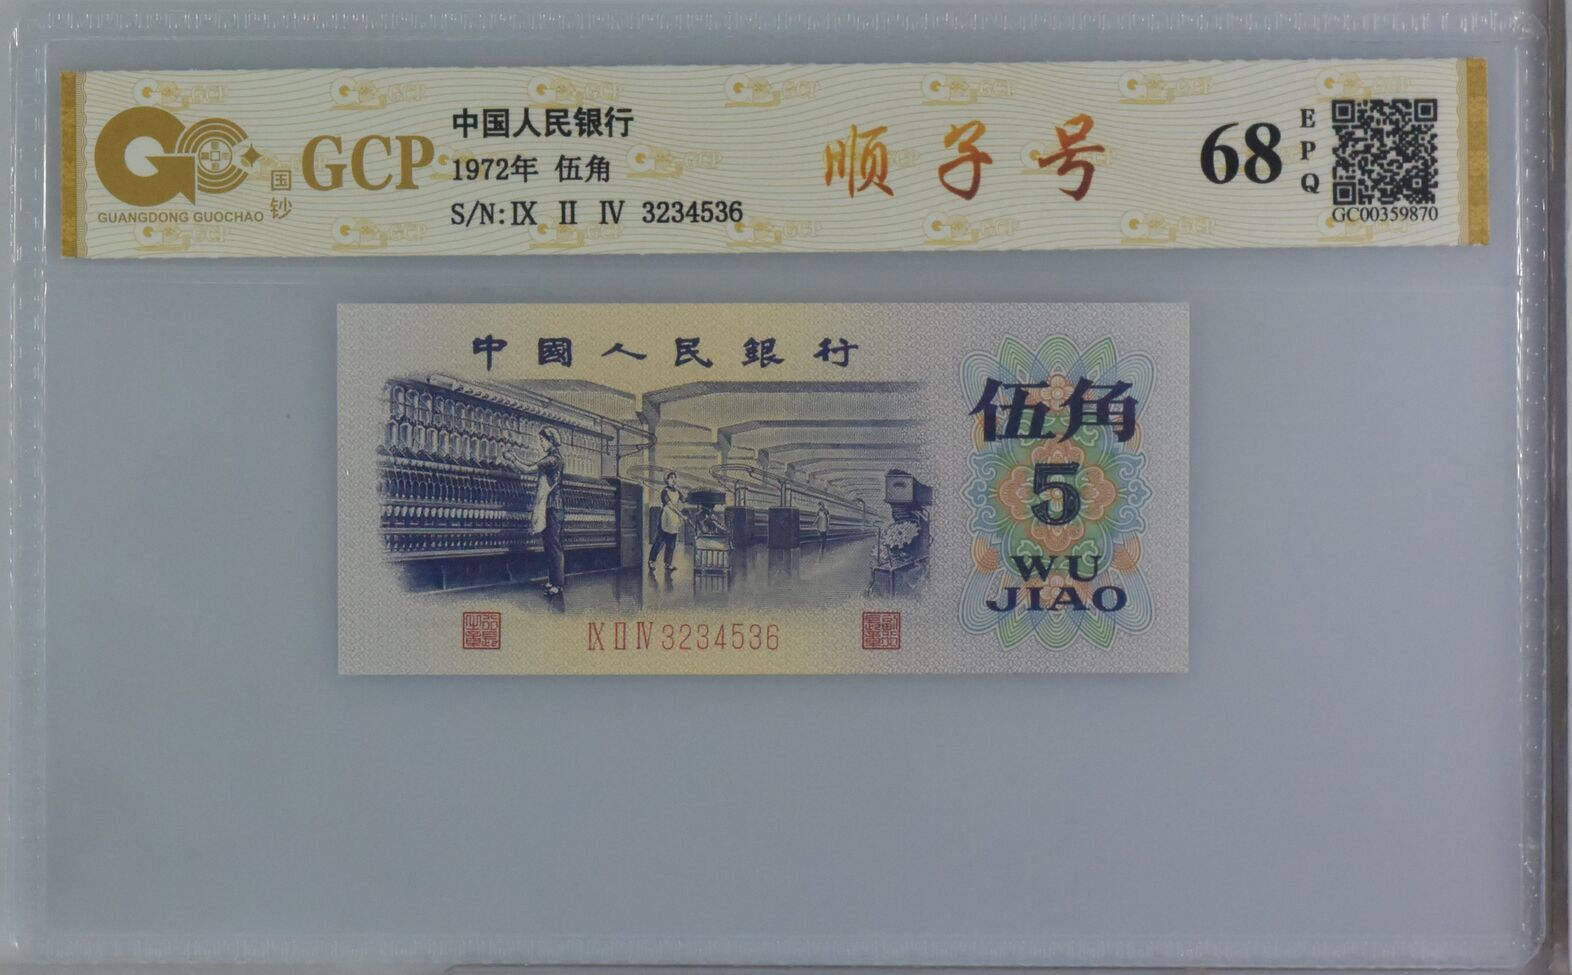 GCP
国钞
GUANGDONG GUOCHAO
中国人民银行
1972年 伍角
S/N: IX II IV 3234536
顺子号
68
EPQ
GC00359870
中國人民銀行
伍角
5
WU
JIAO
IX II IV 3234536